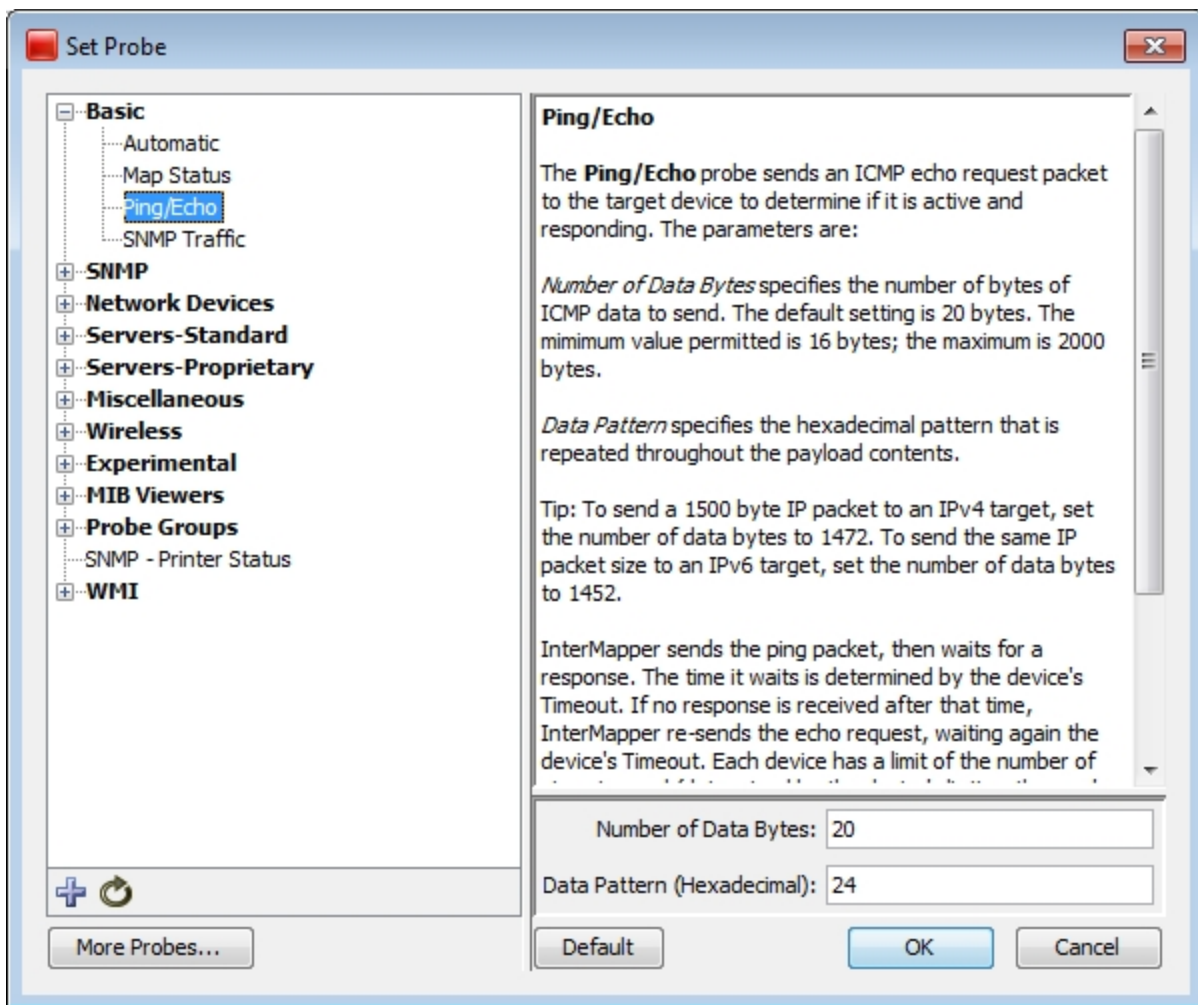 Set Probe
Basic
Automatic
Map Status
Ping/Echo
SNMP Traffic
SNMP
Network Devices
Servers-Standard
Servers-Proprietary
Miscellaneous
Wireless
Experimental
MIB Viewers
Probe Groups
SNMP - Printer Status
WMI
More Probes...
Ping/Echo
The Ping/Echo probe sends an ICMP echo request packet
to the target device to determine if it is active and
responding. The parameters are:
Number of Data Bytes specifies the number of bytes of
ICMP data to send. The default setting is 20 bytes. The
mimimum value permitted is 16 bytes; the maximum is 2000
bytes.
Data Pattern specifies the hexadecimal pattern that is
repeated throughout the payload contents.
Tip: To send a 1500 byte IP packet to an IPv4 target, set
the number of data bytes to 1472. To send the same IP
packet size to an IPv6 target, set the number of data bytes
to 1452.
InterMapper sends the ping packet, then waits for a
response. The time it waits is determined by the device's
Timeout. If no response is received after that time,
InterMapper re-sends the echo request, waiting again the
device's Timeout. Each device has a limit of the number of
Number of Data Bytes: 20
Data Pattern (Hexadecimal): 24
Default
OK
Cancel